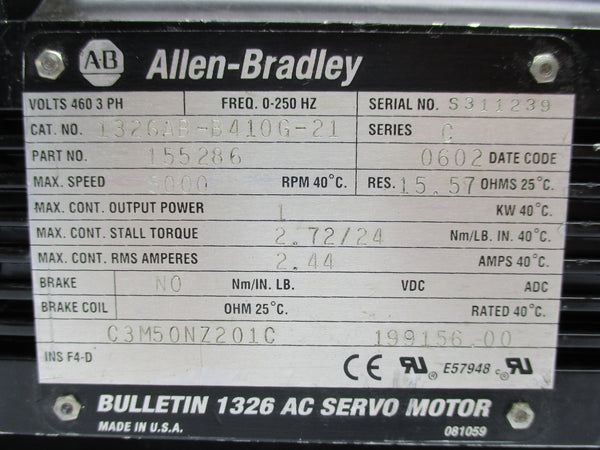 AB Allen-Bradley
VOLTS 460 3 PH FREQ. 0-250 HZ SERIAL NO. S311239
CAT. NO. 1326AB-B410G-21 SERIES C
PART NO. 155286 0602 DATE CODE
MAX. SPEED 5000 RPM 40°C. RES. 15.57 OHMS 25°C.
MAX. CONT. OUTPUT POWER 1 KW 40°C.
MAX. CONT. STALL TORQUE 2.72/24 Nm/LB. IN. 40°C.
MAX. CONT. RMS AMPERES 2.44 AMPS 40°C.
BRAKE NO Nm/IN. LB. VDC ADC
BRAKE COIL OHM 25°C. RATED 40°C.
C3M50NZ201C 199156-00
INS F4-D CE RU® E57948 c RU®
BULLETIN 1326 AC SERVO MOTOR
MADE IN U.S.A. 081059